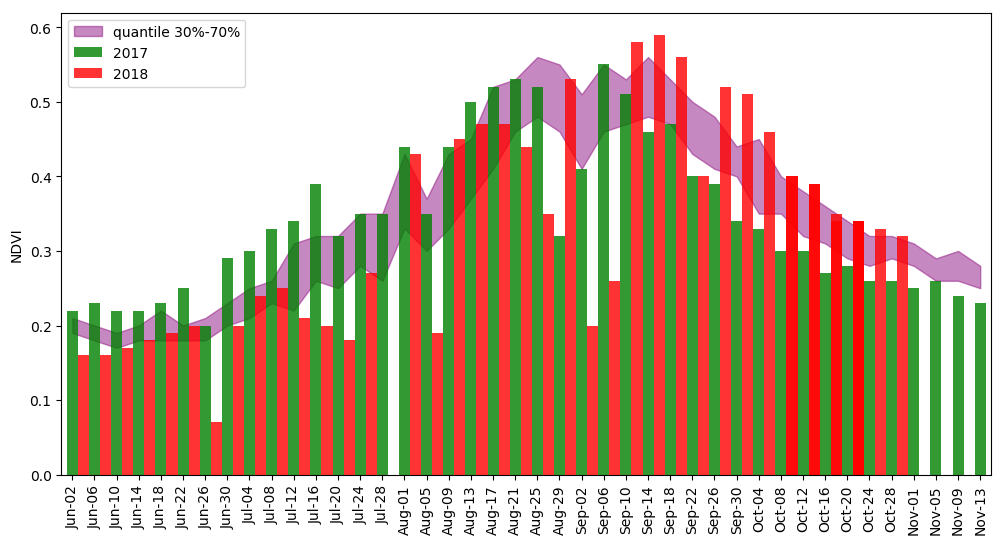 quantile 30%-70%
2017
2018
NDVI
0.6
0.5
0.4
0.3
0.2
0.1
0.0
Jun-02
Jun-06
Jun-10
Jun-14
Jun-18
Jun-22
Jun-26
Jun-30
Jul-04
Jul-08
Jul-12
Jul-16
Jul-20
Jul-24
Jul-28
Aug-01
Aug-05
Aug-09
Aug-13
Aug-17
Aug-21
Aug-25
Aug-29
Sep-02
Sep-06
Sep-10
Sep-14
Sep-18
Sep-22
Sep-26
Sep-30
Oct-04
Oct-08
Oct-12
Oct-16
Oct-20
Oct-24
Oct-28
Nov-01
Nov-05
Nov-09
Nov-13